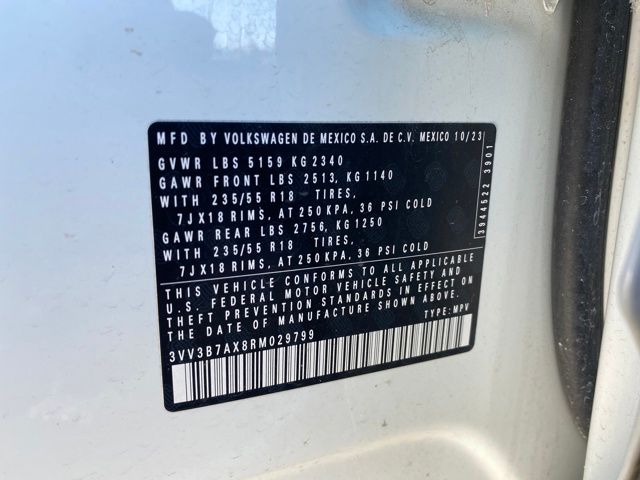 MFD BY VOLKSWAGEN DE MEXICO S.A. DE C.V. MEXICO 10/23
GVWR LBS 5159 KG 2340
GAWR FRONT LBS 2513, KG 1140
WITH 235/55 R18 TIRES,
7JX18 RIMS, AT 250 KPA, 36 PSI COLD
GAWR REAR LBS 2756, KG 1250
WITH 235/55 R18 TIRES,
7JX18 RIMS, AT 250 KPA, 36 PSI COLD
THIS VEHICLE CONFORMS TO ALL APPLICABLE
U.S. FEDERAL MOTOR VEHICLE SAFETY AND
THEFT PREVENTION STANDARDS IN EFFECT ON
THE DATE OF MANUFACTURE SHOWN ABOVE.
3VV3B7AX8RM029799 TYPE: MPV
3944522 3901